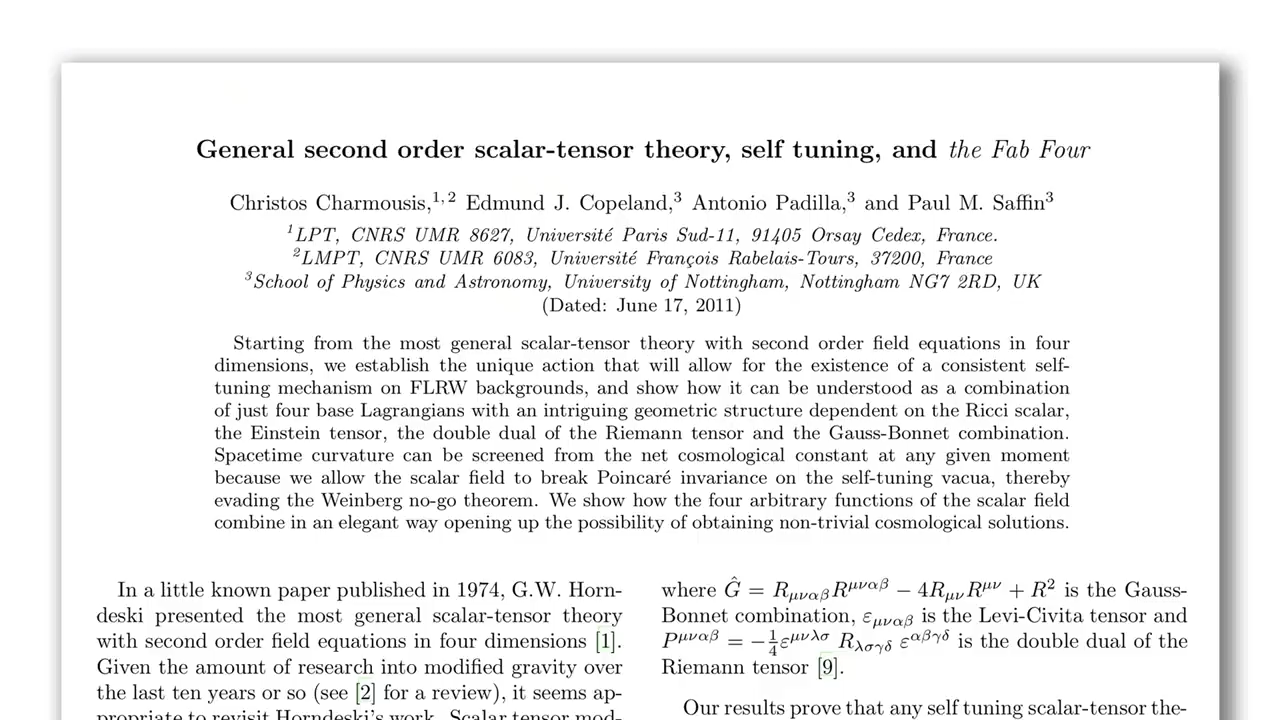 General second order scalar-tensor theory, self tuning, and the Fab Four
Christos Charmousis,1, 2 Edmund J. Copeland,3 Antonio Padilla,3 and Paul M. Saffin3
1LPT, CNRS UMR 8627, Université Paris Sud-11, 91405 Orsay Cedex, France.
2LMPT, CNRS UMR 6083, Université François Rabelais-Tours, 37200, France
3School of Physics and Astronomy, University of Nottingham, Nottingham NG7 2RD, UK
(Dated: June 17, 2011)
Starting from the most general scalar-tensor theory with second order field equations in four
dimensions, we establish the unique action that will allow for the existence of a consistent self-
tuning mechanism on FLRW backgrounds, and show how it can be understood as a combination
of just four base Lagrangians with an intriguing geometric structure dependent on the Ricci scalar,
the Einstein tensor, the double dual of the Riemann tensor and the Gauss-Bonnet combination.
Spacetime curvature can be screened from the net cosmological constant at any given moment
because we allow the scalar field to break Poincaré invariance on the self-tuning vacua, thereby
evading the Weinberg no-go theorem. We show how the four arbitrary functions of the scalar field
combine in an elegant way opening up the possibility of obtaining non-trivial cosmological solutions.
In a little known paper published in 1974, G.W. Horn-
deski presented the most general scalar-tensor theory
with second order field equations in four dimensions [1].
Given the amount of research into modified gravity over
the last ten years or so (see [2] for a review), it seems ap-
propriate to revisit Horndeski's work. Scalar tensor mod-
where Ĝ = RμναβRμναβ − 4RμνRμν + R2 is the Gauss-
Bonnet combination, εμναβ is the Levi-Civita tensor and
Pμναβ = −1/4εμνλσ Rλσγδ εαβγδ is the double dual of the
Riemann tensor [9].
Our results prove that any self tuning scalar-tensor the-